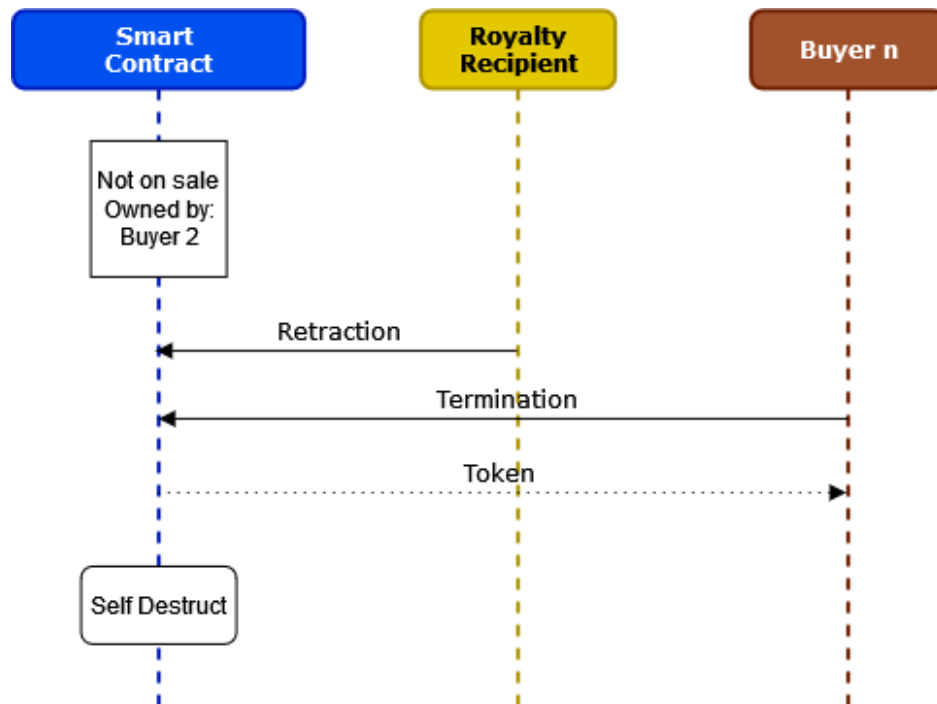 Smart
Contract
Royalty
Recipient
Buyer n
Not on sale
Owned by:
Buyer 2
Retraction
Termination
Token
Self Destruct